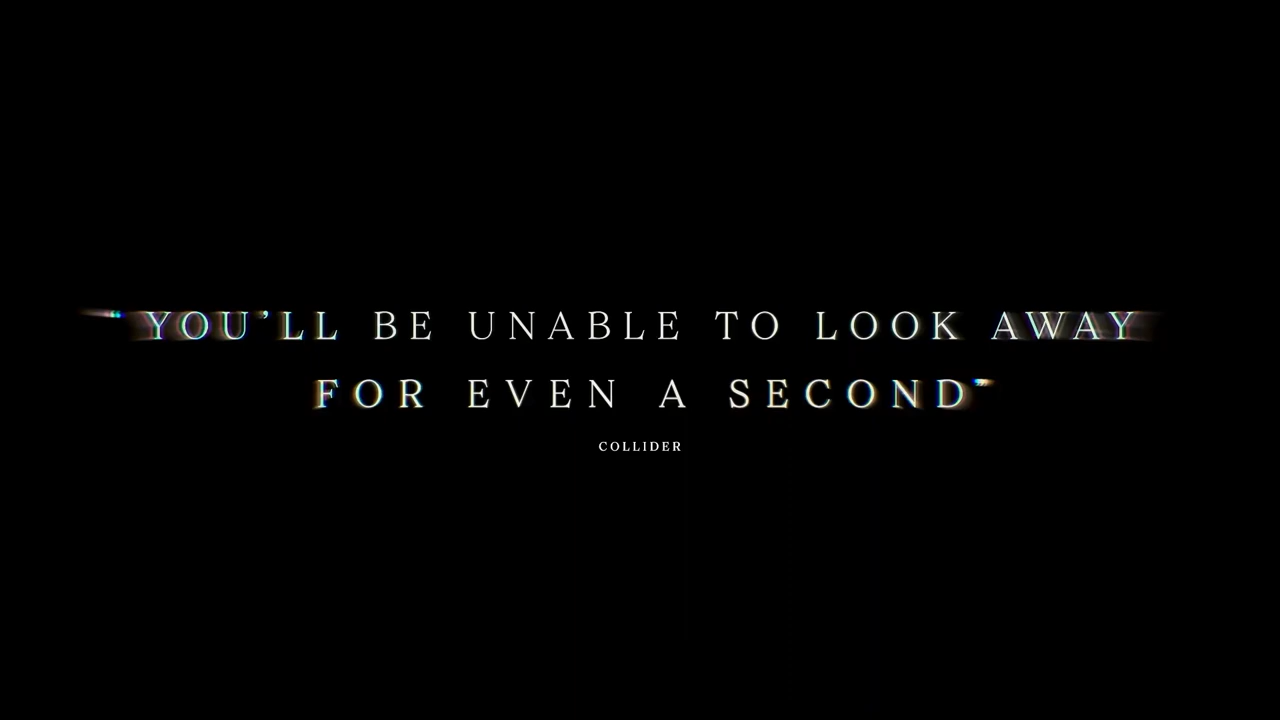 “YOU’LL BE UNABLE TO LOOK AWAY
FOR EVEN A SECOND”
COLLIDER